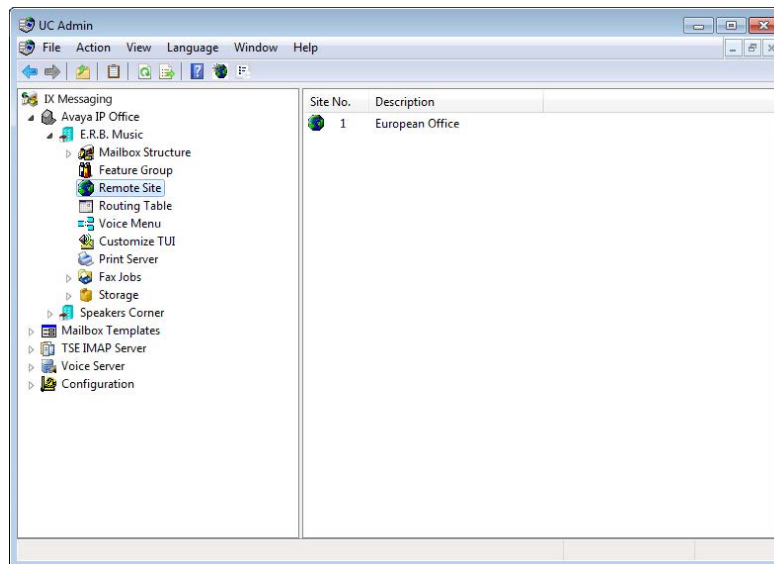 UC Admin
File Action View Language Window Help
IX Messaging
Avaya IP Office
E.R.B. Music
Mailbox Structure
Feature Group
Remote Site
Routing Table
Voice Menu
Customize TUI
Print Server
Fax Jobs
Storage
Speakers Corner
Mailbox Templates
TSE IMAP Server
Voice Server
Configuration
Site No. Description
1 European Office